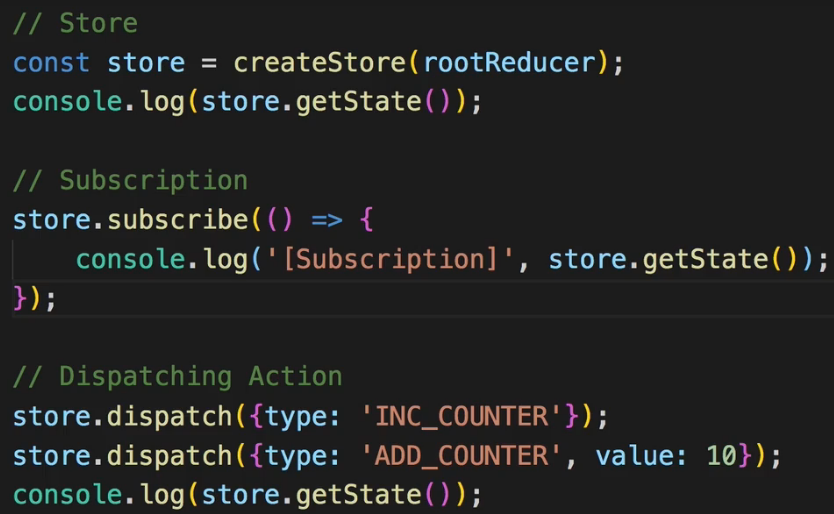 // Store
const store = createStore(rootReducer);
console.log(store.getState());
// Subscription
store.subscribe(() => {
    console.log('[Subscription]', store.getState());
});
// Dispatching Action
store.dispatch({type: 'INC_COUNTER'});
store.dispatch({type: 'ADD_COUNTER', value: 10});
console.log(store.getState());